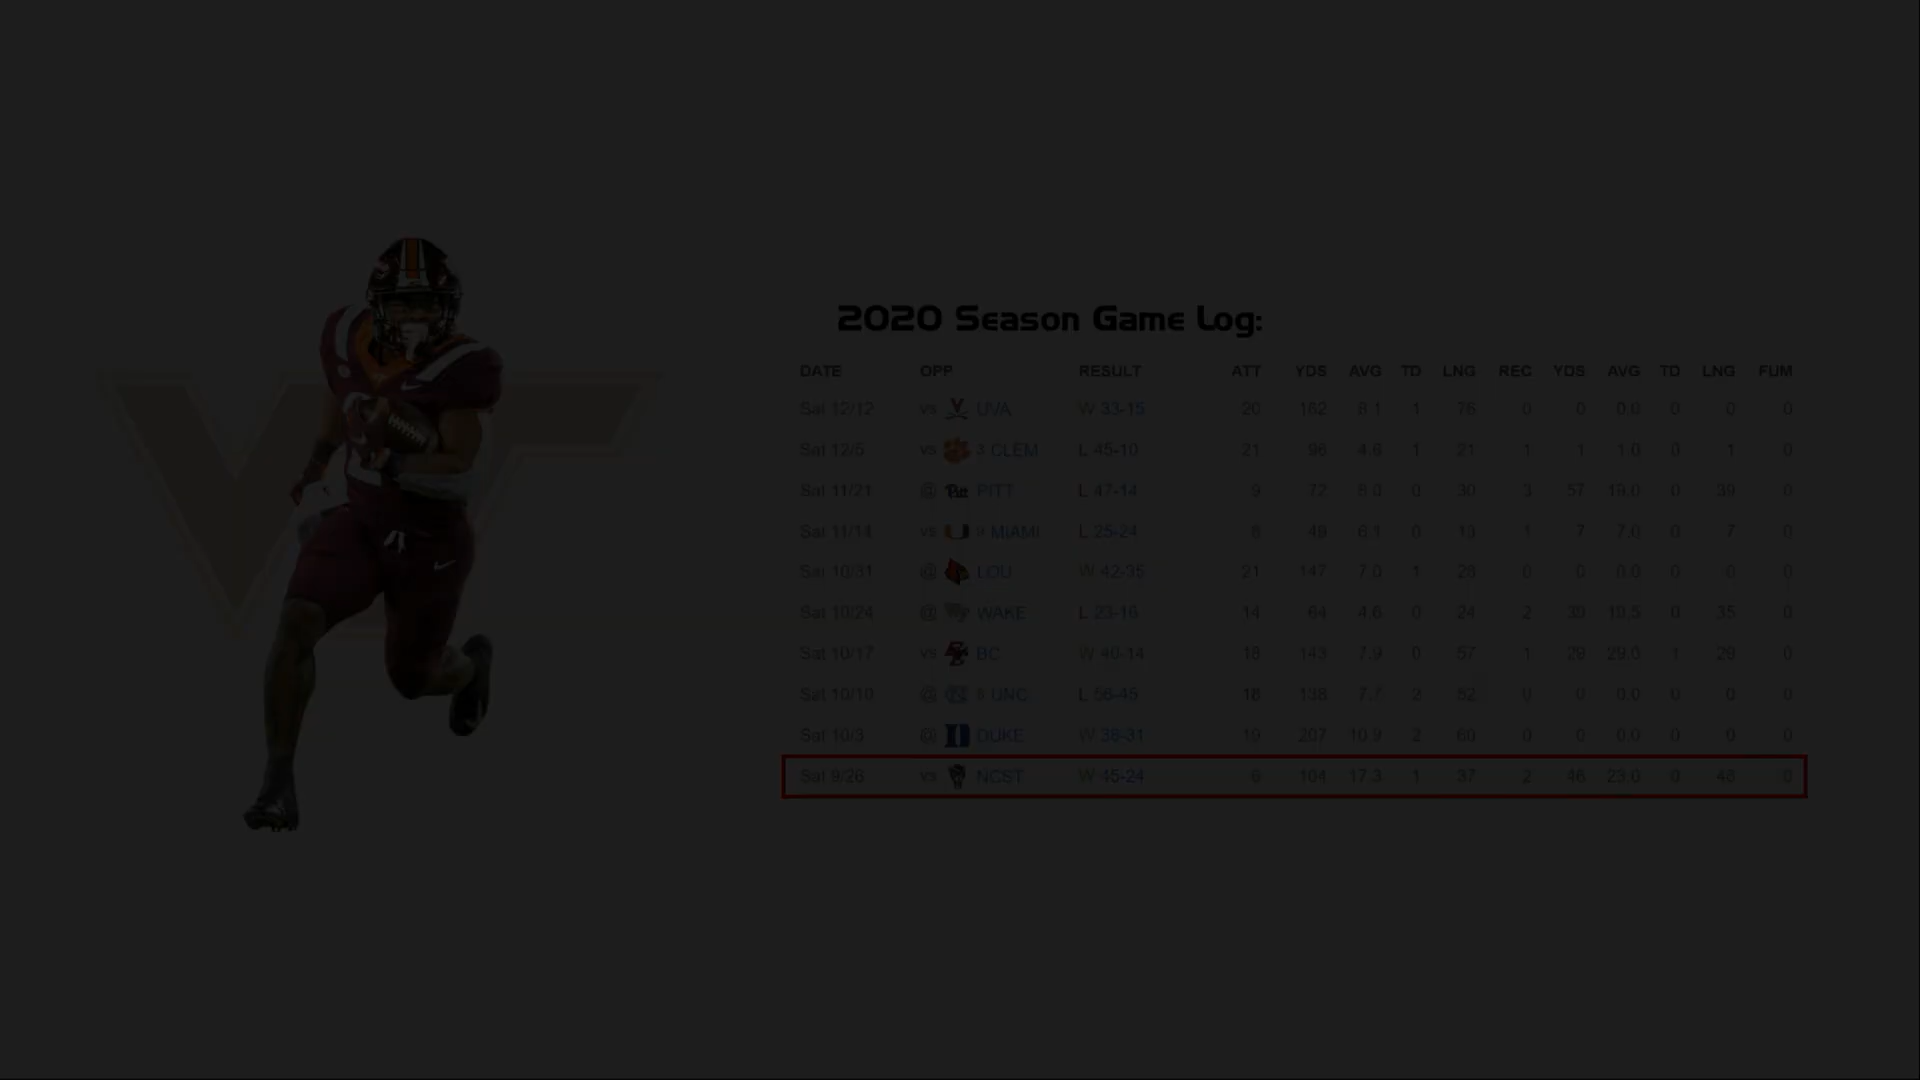 2020 Season Game Log:
DATE OPP RESULT ATT YDS AVG TD LNG REC YDS AVG TD LNG FUM
Sat 12/12 vs UVA W 33-15 20 162 8.1 1 76 0 0 0.0 0 0 0
Sat 12/5 vs 3 CLEM L 45-10 21 96 4.6 1 21 1 1 1.0 0 1 0
Sat 11/21 @ Pitt PITT L 47-14 9 72 8.0 0 30 3 57 19.0 0 39 0
Sat 11/14 vs 9 MIAMI L 25-24 8 49 6.1 0 13 1 7 7.0 0 7 0
Sat 10/31 @ LOU W 42-35 21 147 7.0 1 28 0 0 0.0 0 0 0
Sat 10/24 @ WAKE L 23-16 14 64 4.6 0 24 2 39 19.5 0 35 0
Sat 10/17 vs BC W 40-14 18 143 7.9 0 57 1 29 29.0 1 29 0
Sat 10/10 @ 8 UNC L 56-45 18 138 7.7 2 52 0 0 0.0 0 0 0
Sat 10/3 @ DUKE W 38-31 19 207 10.9 2 60 0 0 0.0 0 0 0
Sat 9/26 vs NCST W 45-24 6 104 17.3 1 37 2 46 23.0 0 48 0